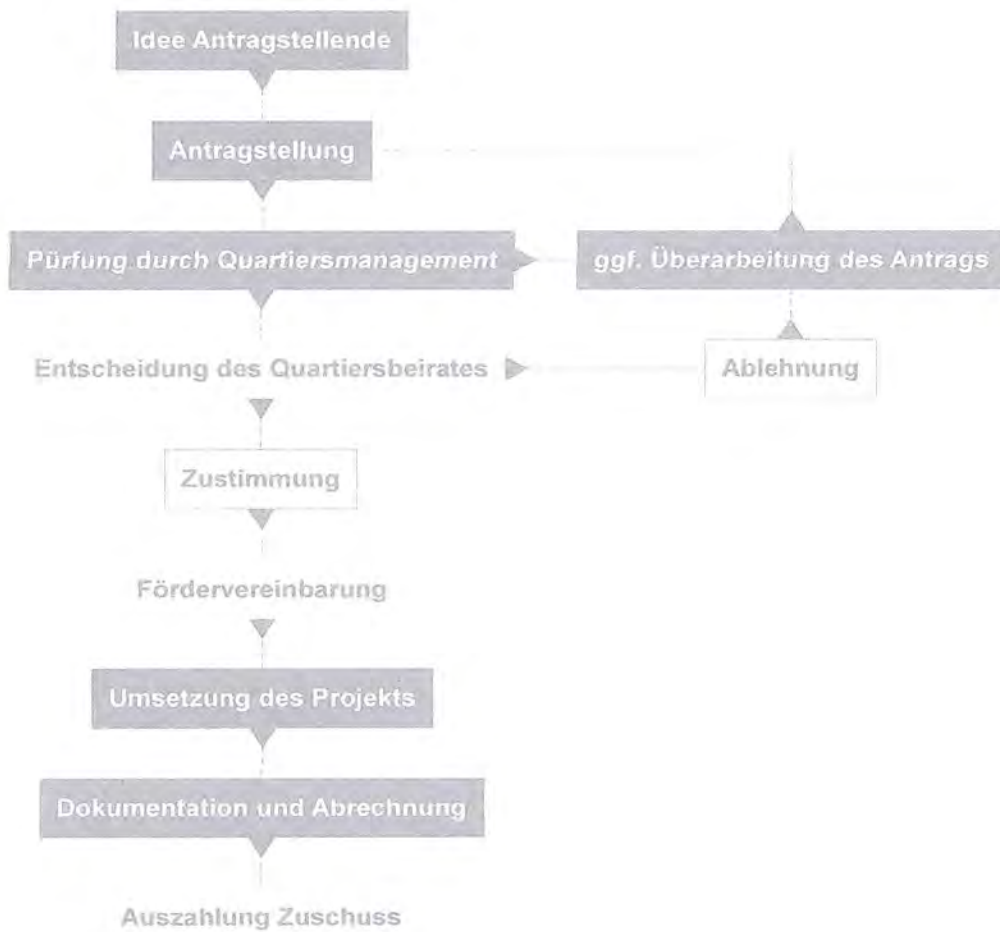 Idee Antragstellende
Antragstellung
Pürfung durch Quartiersmanagement
ggf. Überarbeitung des Antrags
Entscheidung des Quartiersbeirates
Ablehnung
Zustimmung
Fördervereinbarung
Umsetzung des Projekts
Dokumentation und Abrechnung
Auszahlung Zuschuss